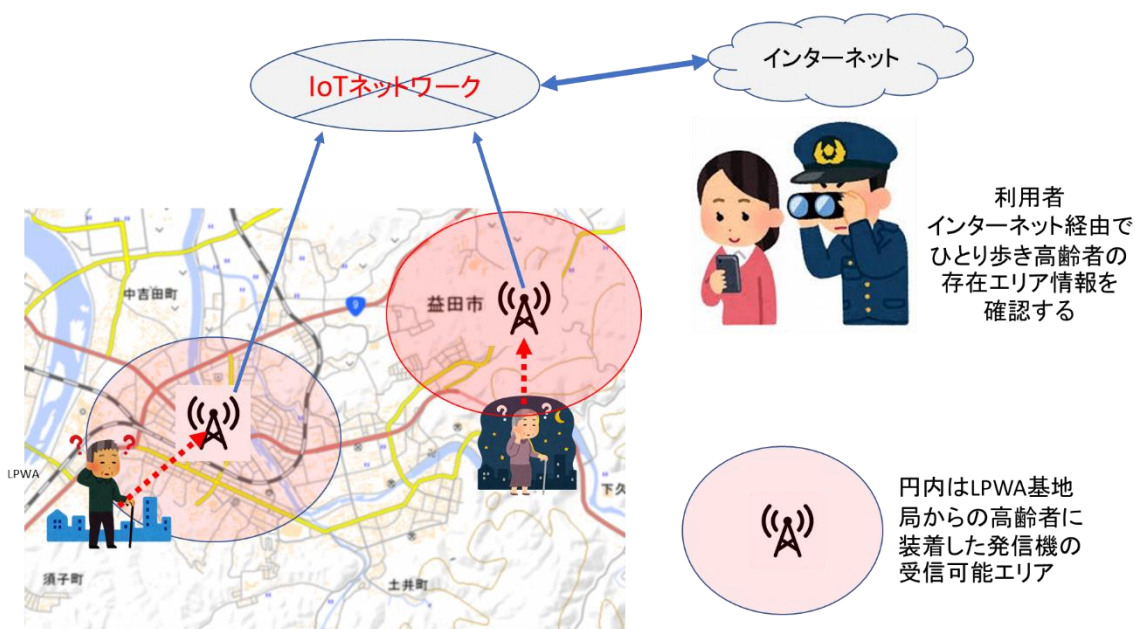 IoTネットワーク
インターネット
利用者
インターネット経由で
ひとり歩き高齢者の
存在エリア情報を
確認する
中吉田町
9
益田市
? ?
? ?
LPWA
下久
須子町
土井町
円内はLPWA基地
局からの高齢者に
装着した発信機の
受信可能エリア